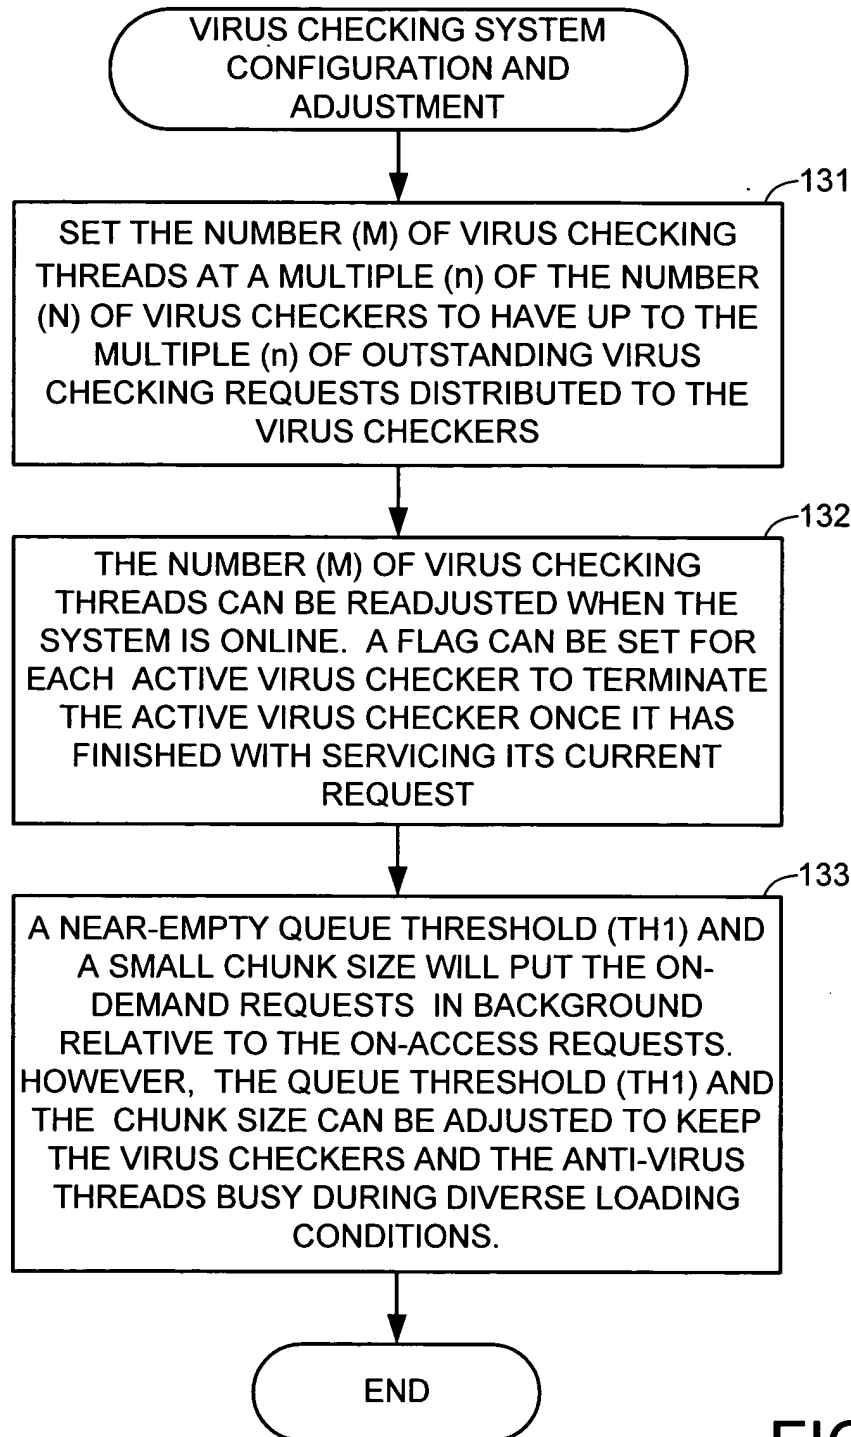 VIRUS CHECKING SYSTEM
CONFIGURATION AND
ADJUSTMENT
131
SET THE NUMBER (M) OF VIRUS CHECKING
THREADS AT A MULTIPLE (n) OF THE NUMBER
(N) OF VIRUS CHECKERS TO HAVE UP TO THE
MULTIPLE (n) OF OUTSTANDING VIRUS
CHECKING REQUESTS DISTRIBUTED TO THE
VIRUS CHECKERS
132
THE NUMBER (M) OF VIRUS CHECKING
THREADS CAN BE READJUSTED WHEN THE
SYSTEM IS ONLINE. A FLAG CAN BE SET FOR
EACH ACTIVE VIRUS CHECKER TO TERMINATE
THE ACTIVE VIRUS CHECKER ONCE IT HAS
FINISHED WITH SERVICING ITS CURRENT
REQUEST
133
A NEAR-EMPTY QUEUE THRESHOLD (TH1) AND
A SMALL CHUNK SIZE WILL PUT THE ON-
DEMAND REQUESTS IN BACKGROUND
RELATIVE TO THE ON-ACCESS REQUESTS.
HOWEVER, THE QUEUE THRESHOLD (TH1) AND
THE CHUNK SIZE CAN BE ADJUSTED TO KEEP
THE VIRUS CHECKERS AND THE ANTI-VIRUS
THREADS BUSY DURING DIVERSE LOADING
CONDITIONS.
END